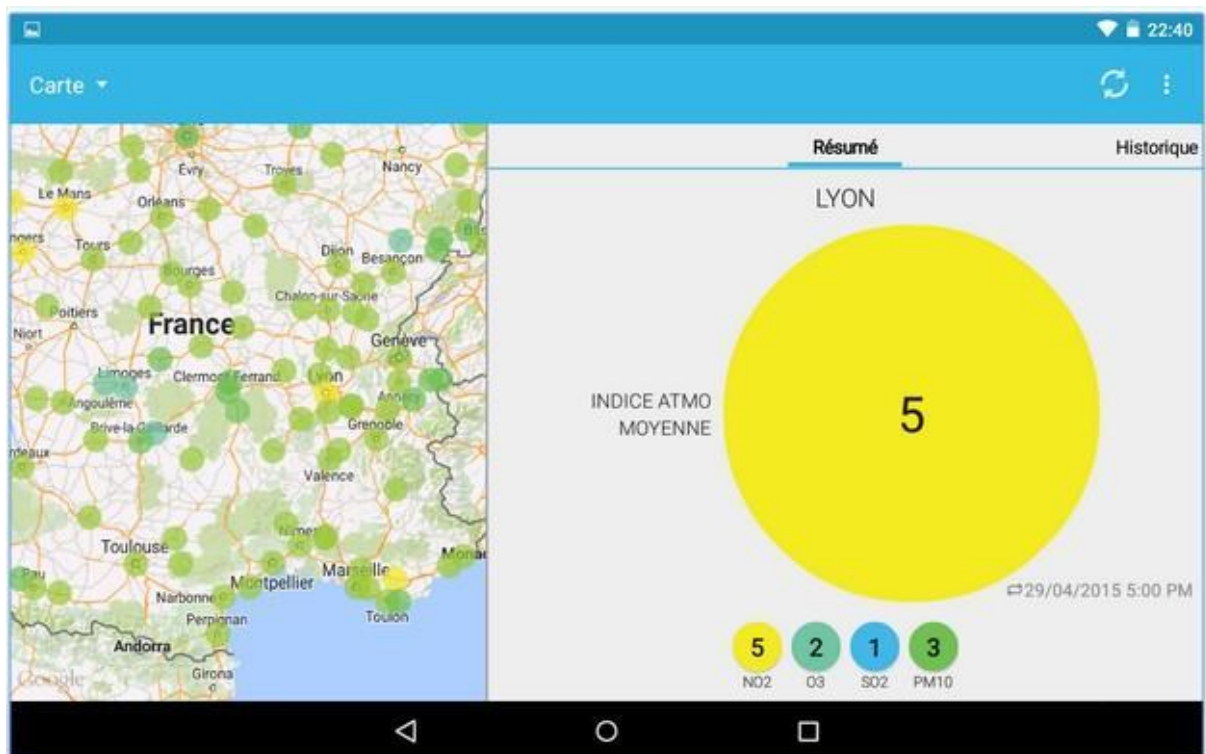 22:40
Carte
Résumé
Historique
LYON
INDICE ATMO
MOYENNE
5
29/04/2015 5:00 PM
5
2
1
3
NO2
O3
SO2
PM10
Évry
Troyes
Nancy
Le Mans
Orléans
Tours
Dijon
Besançon
Bourges
Chalon-sur-Saône
Poitiers
Niort
France
Genève
Limoges
Clermont-Ferrand
Lyon
Annecy
Angoulême
Brive-la-Gaillarde
Grenoble
Valence
Toulouse
Nîmes
Pau
Montpellier
Marseille
Narbonne
Toulon
Perpignan
Andorra
Girona
Google